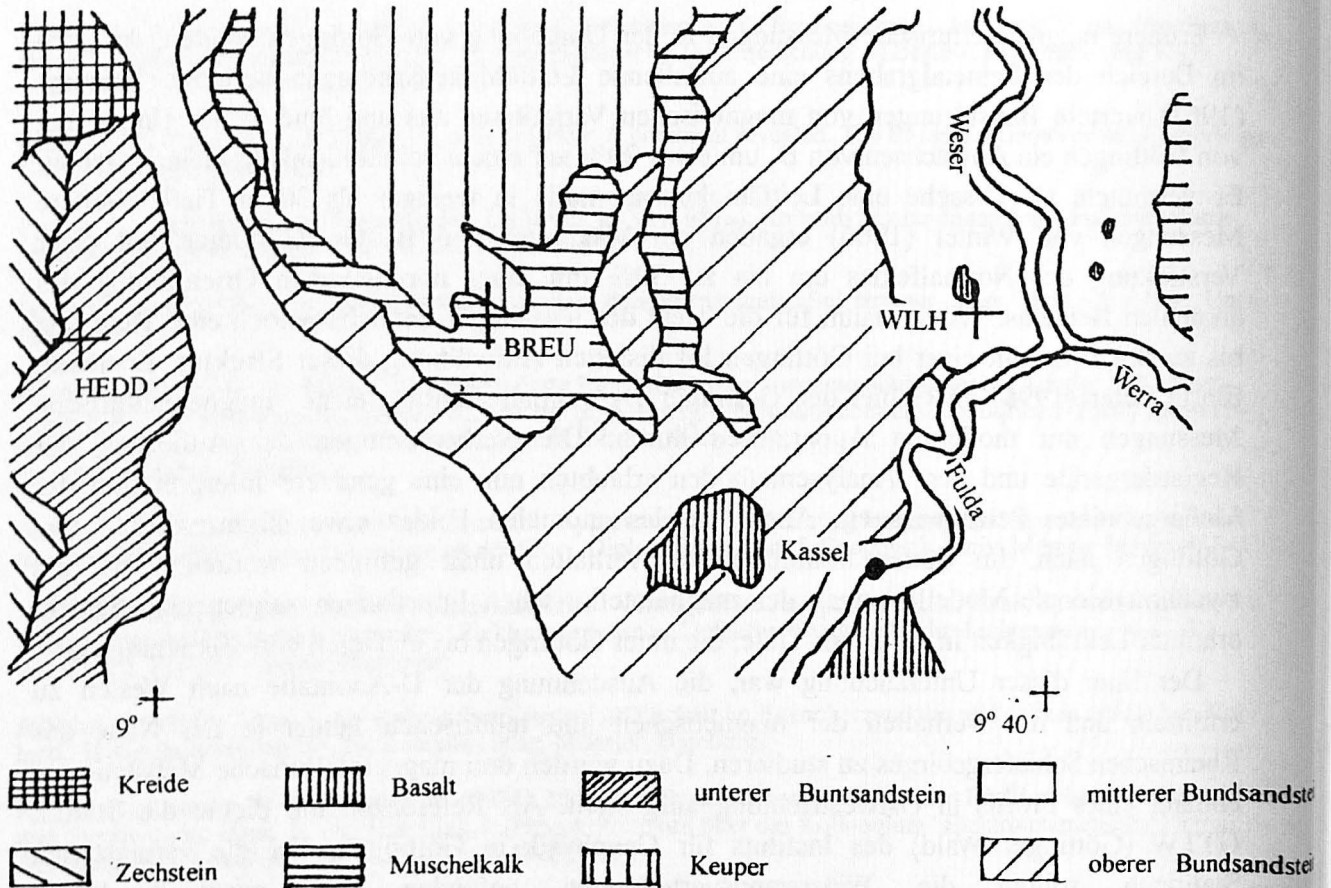 Weser
WILH
BREU
HEDD
Werra
Fulda
Kassel
9°
9° 40´
Kreide
Basalt
unterer Buntsandstein
mittlerer Bundsandste
Zechstein
Muschelkalk
Keuper
oberer Bundsandste